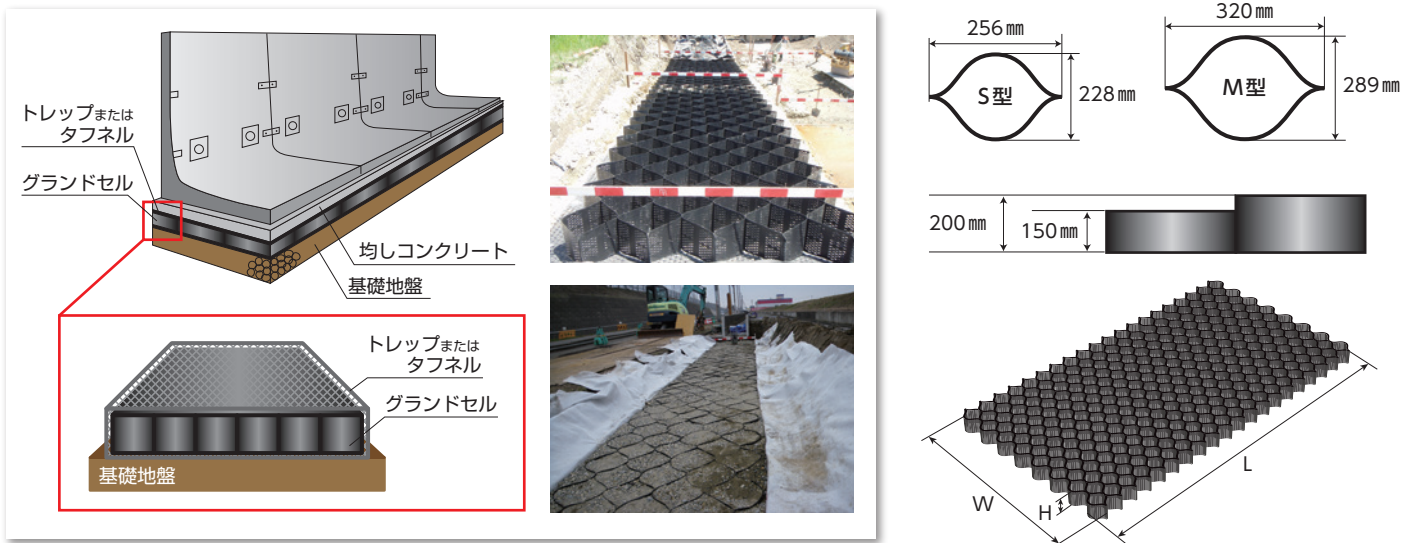 トレップまたは
タフネル
グランドセル
均しコンクリート
基礎地盤
トレップまたは
タフネル
グランドセル
基礎地盤
256㎜
S型
228㎜
320㎜
M型
289㎜
200㎜
150㎜
W
H
L